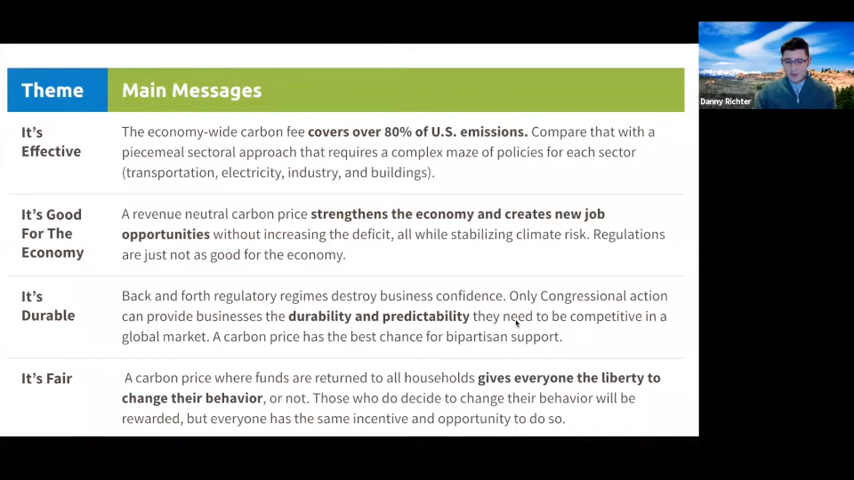 Theme
Main Messages
It's
Effective
The economy-wide carbon fee covers over 80% of U.S. emissions. Compare that with a
piecemeal sectoral approach that requires a complex maze of policies for each sector
(transportation, electricity, industry, and buildings).
It's Good
For The
Economy
A revenue neutral carbon price strengthens the economy and creates new job
opportunities without increasing the deficit, all while stabilizing climate risk. Regulations
are just not as good for the economy.
It's
Durable
Back and forth regulatory regimes destroy business confidence. Only Congressional action
can provide businesses the durability and predictability they need to be competitive in a
global market. A carbon price has the best chance for bipartisan support.
It's Fair
A carbon price where funds are returned to all households gives everyone the liberty to
change their behavior, or not. Those who do decide to change their behavior will be
rewarded, but everyone has the same incentive and opportunity to do so.
Danny Richter